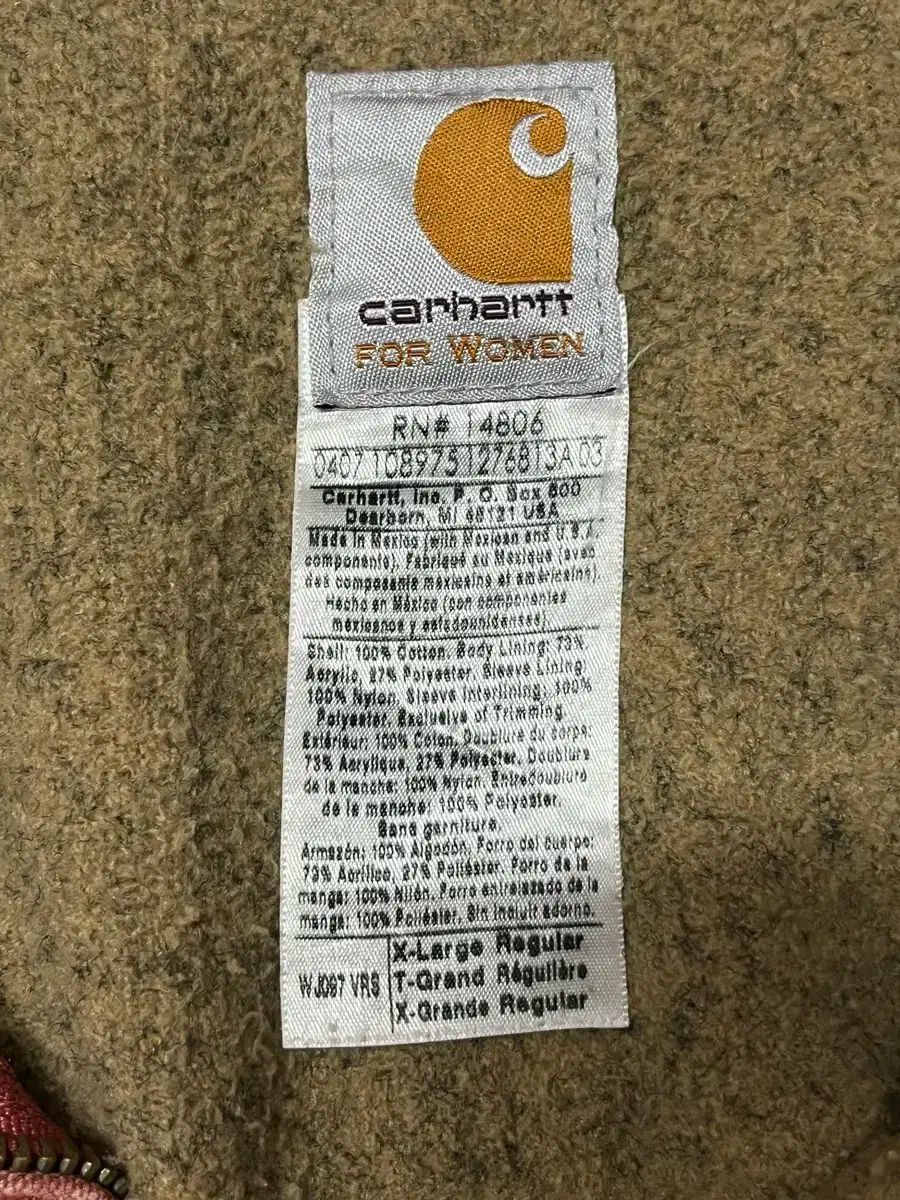 carhartt
FOR WOMEN
RN# 14806
0407 108975 1276813A 03
Carhartt, Inc. P. O. Box 600
Dearborn, MI 48121 USA
Made in Mexico (with Mexican and U.S.A.
components). Fabriqué au Mexique (avec
des composants mexicains et américains).
Hecho en México (con componentes
mexicanos y estadounidenses)
Shell: 100% Cotton. Body Lining: 73%
Acrylic, 27% Polyester, Sleeve Lining:
100% Nylon, Sleeve Interlining: 100%
Polyester, Exclusive of Trimming
Extérieur: 100% Coton, Doublure du corps:
73% Acrylique, 27% Polyester, Doublure
de la manche: 100% Nylon, Entredoublure
de la manche: 100% Polyester.
Sans garniture.
Armazón: 100% Algodón, Forro del cuerpo:
73% Acrílico, 27% Poliéster, Forro de la
manga: 100% Nilón, Forro entrelazado de la
manga: 100% Poliéster, Sin incluir adorno.
WJ097 VRS
X-Large Regular
T-Grand Régulière
X-Grande Regular